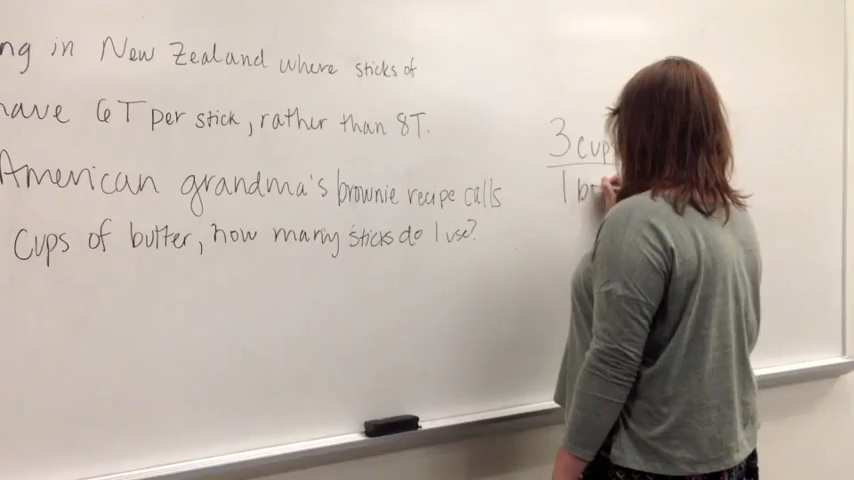 ng in New Zealand where sticks of
have 6T per stick, rather than 8T.
American grandma's brownie recipe calls
cups of butter, how many sticks do I use?
3 cup
1 b